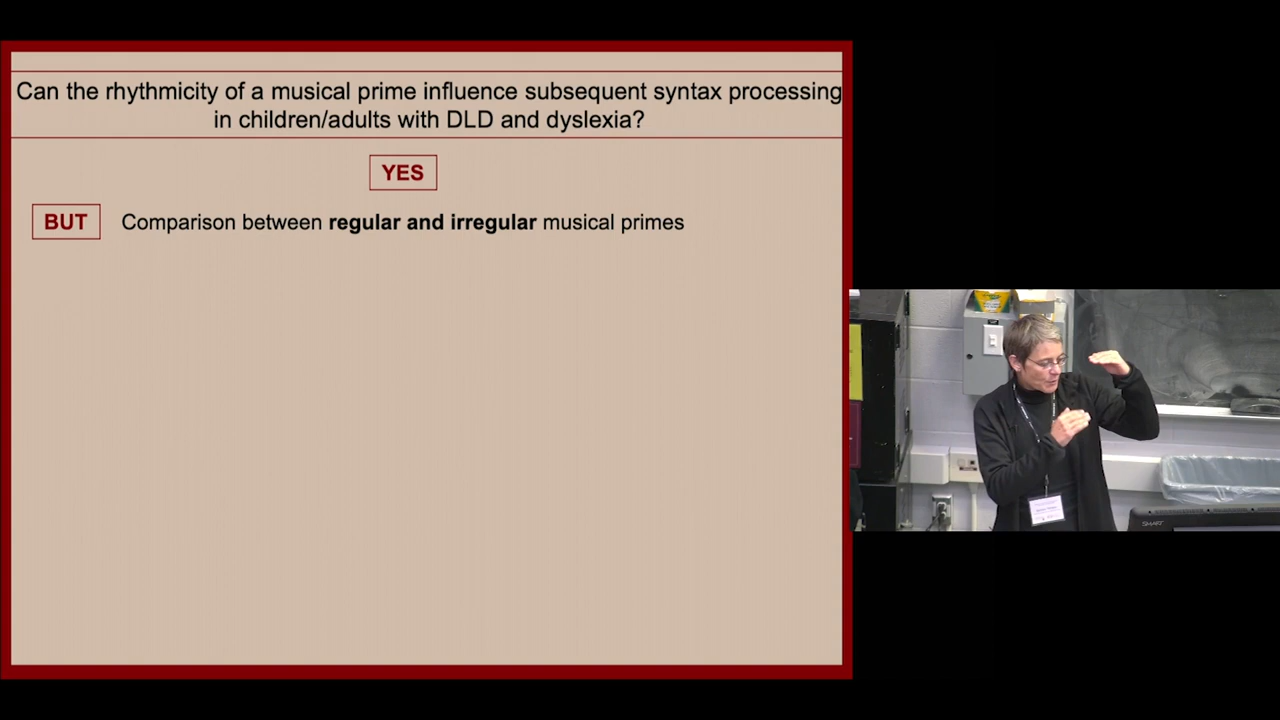 Can the rhythmicity of a musical prime influence subsequent syntax processing
in children/adults with DLD and dyslexia?
YES
BUT Comparison between regular and irregular musical primes
SMART